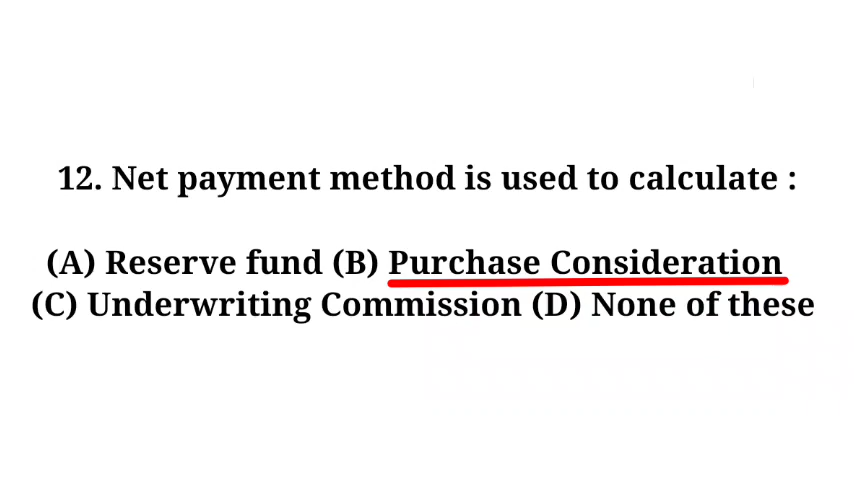 12. Net payment method is used to calculate :
(A) Reserve fund (B) Purchase Consideration
(C) Underwriting Commission (D) None of these